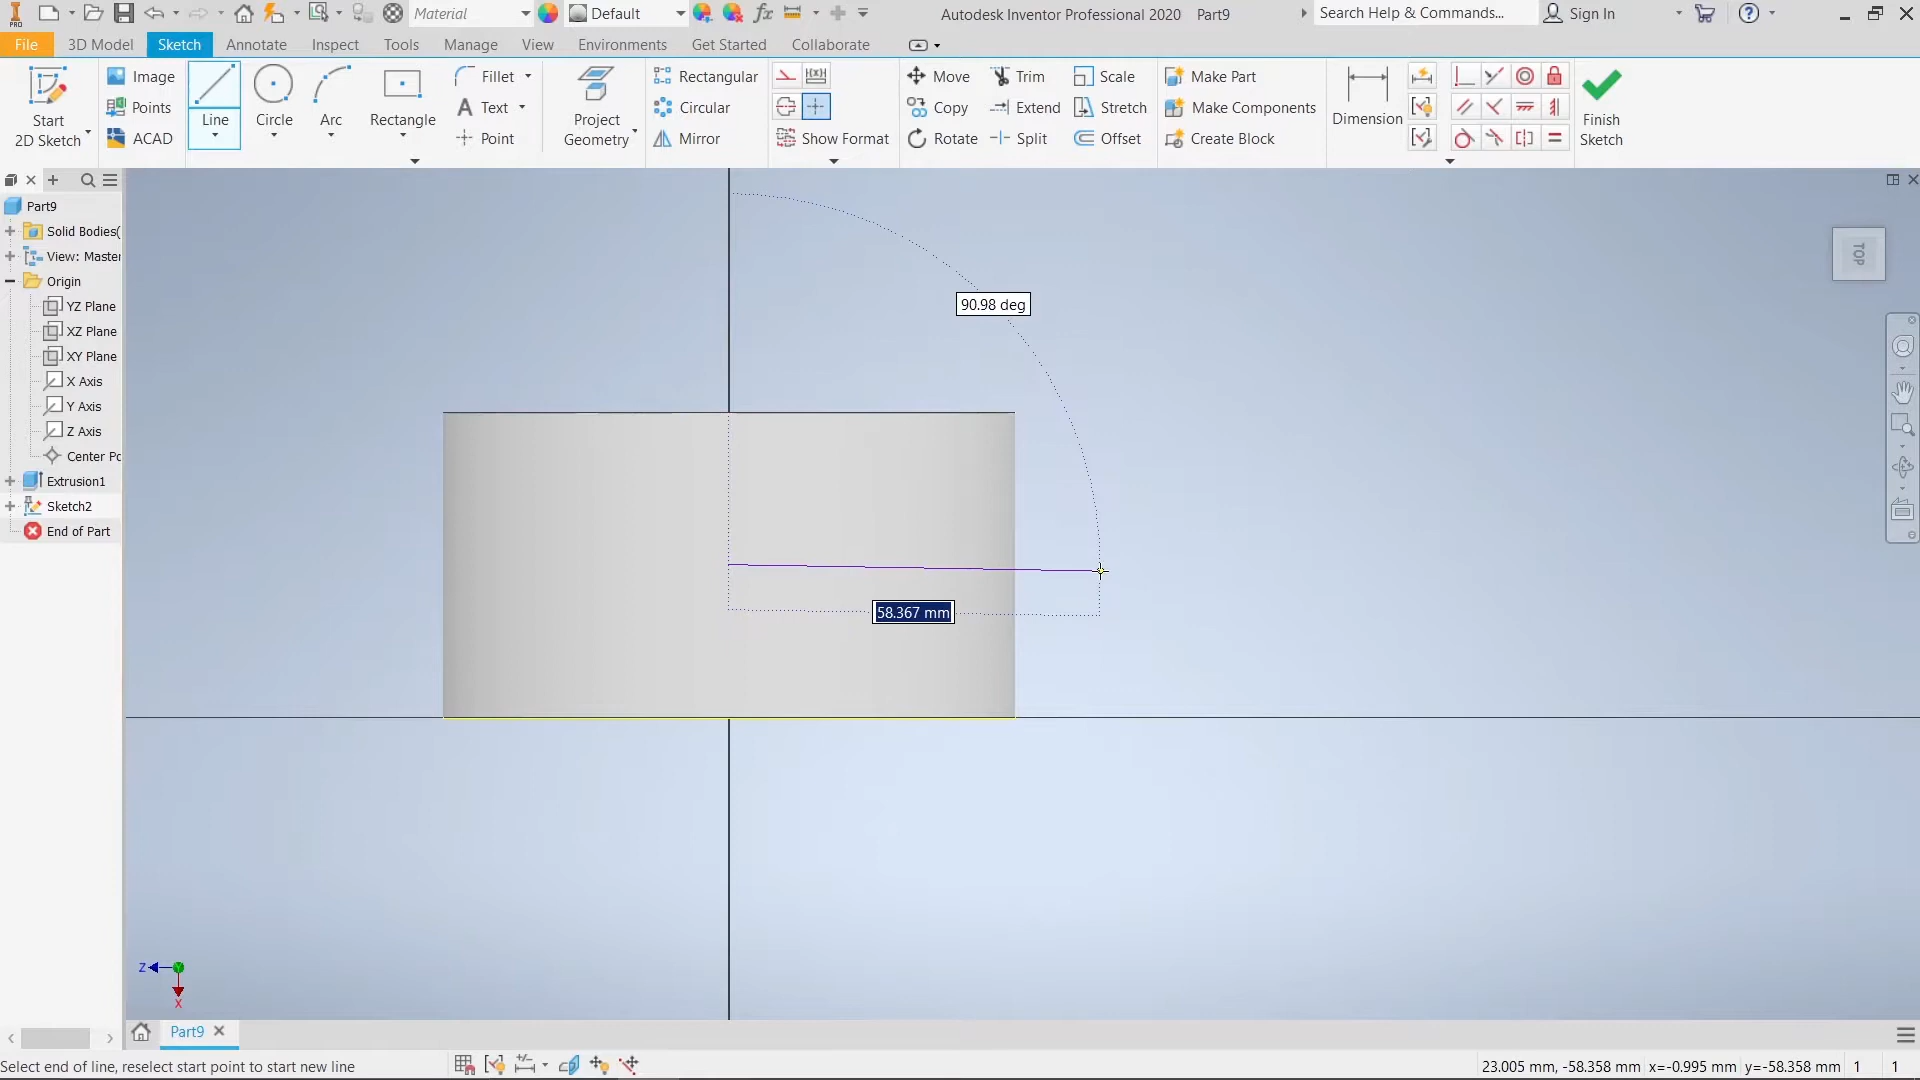 PRO
Material
Default
fx
Autodesk Inventor Professional 2020 Part9
Search Help & Commands...
Sign In
File
3D Model
Sketch
Annotate
Inspect
Tools
Manage
View
Environments
Get Started
Collaborate
Start
2D Sketch
Image
Points
ACAD
Line
Circle
Arc
Rectangle
Fillet
Text
Point
Project
Geometry
Rectangular
Circular
Mirror
Show Format
Move
Copy
Rotate
Trim
Extend
Split
Scale
Stretch
Offset
Make Part
Make Components
Create Block
Dimension
Finish
Sketch
Part9
Solid Bodies(
View: Master
Origin
YZ Plane
XZ Plane
XY Plane
X Axis
Y Axis
Z Axis
Center Po
Extrusion1
Sketch2
End of Part
TOP
90.98 deg
58.367 mm
Z
X
Part9
Select end of line, reselect start point to start new line
23.005 mm, -58.358 mm x=-0.995 mm y=-58.358 mm 1 1